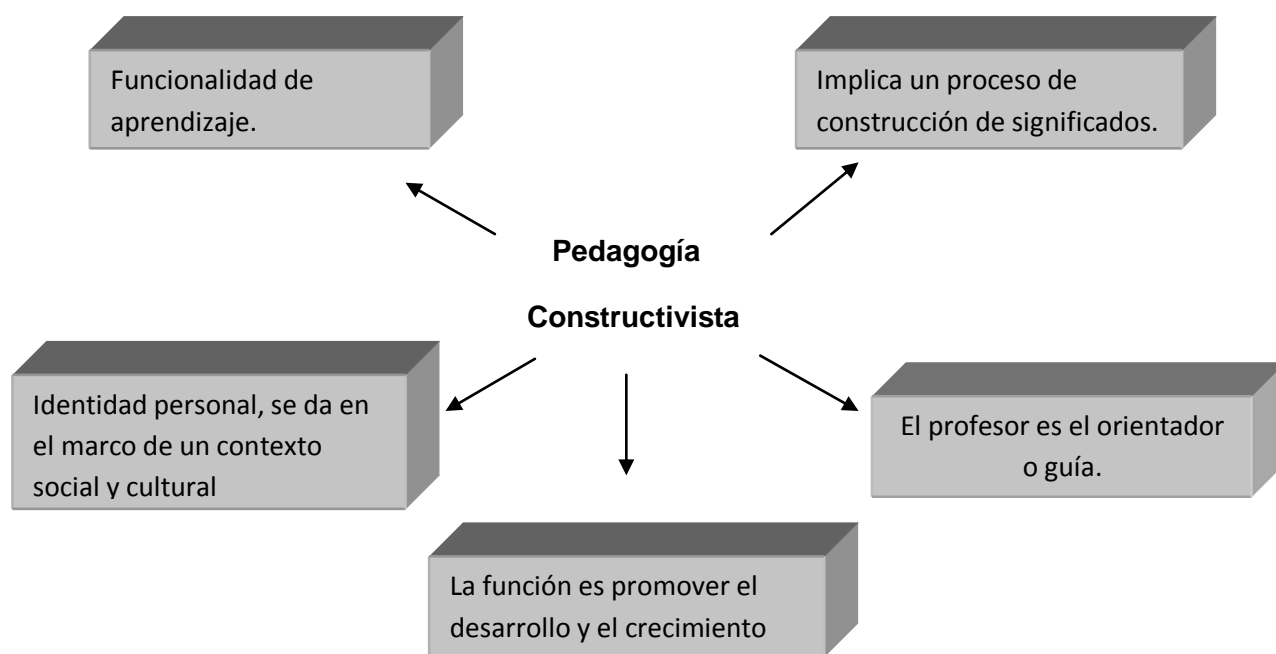 Funcionalidad de
aprendizaje.
Implica un proceso de
construcción de significados.
Pedagogía
Constructivista
Identidad personal, se da en
el marco de un contexto
social y cultural
El profesor es el orientador
o guía.
La función es promover el
desarrollo y el crecimiento